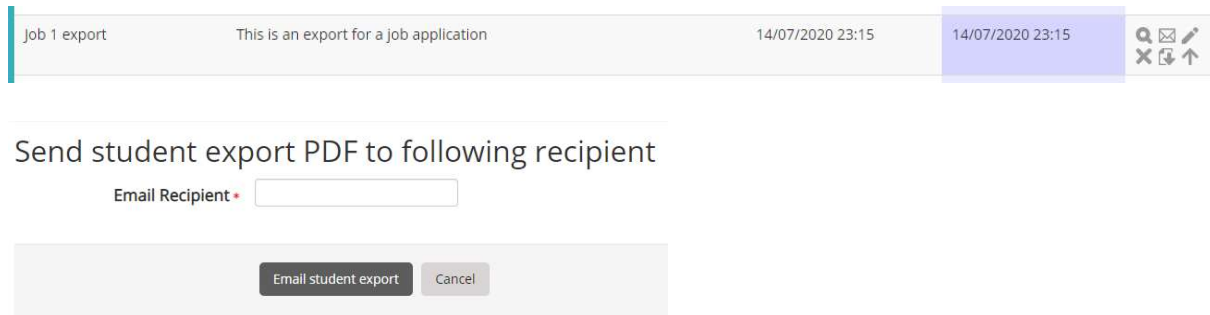 Job 1 export This is an export for a job application 14/07/2020 23:15 14/07/2020 23:15
Send student export PDF to following recipient
Email Recipient *
Email student export Cancel